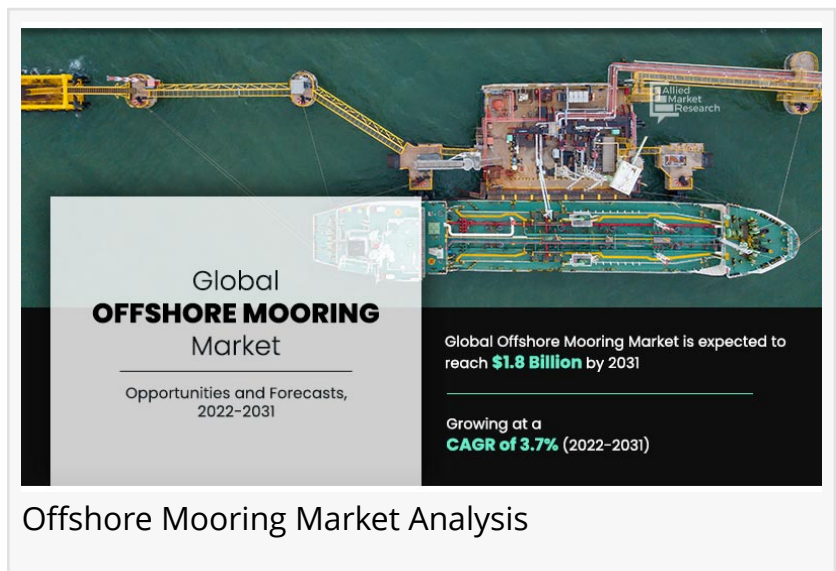 Allied
Market
Research
Global
OFFSHORE MOORING
Market
Opportunities and Forecasts,
2022-2031
Global Offshore Mooring Market is expected to
reach $1.8 Billion by 2031
Growing at a
CAGR of 3.7% (2022-2031)
Offshore Mooring Market Analysis